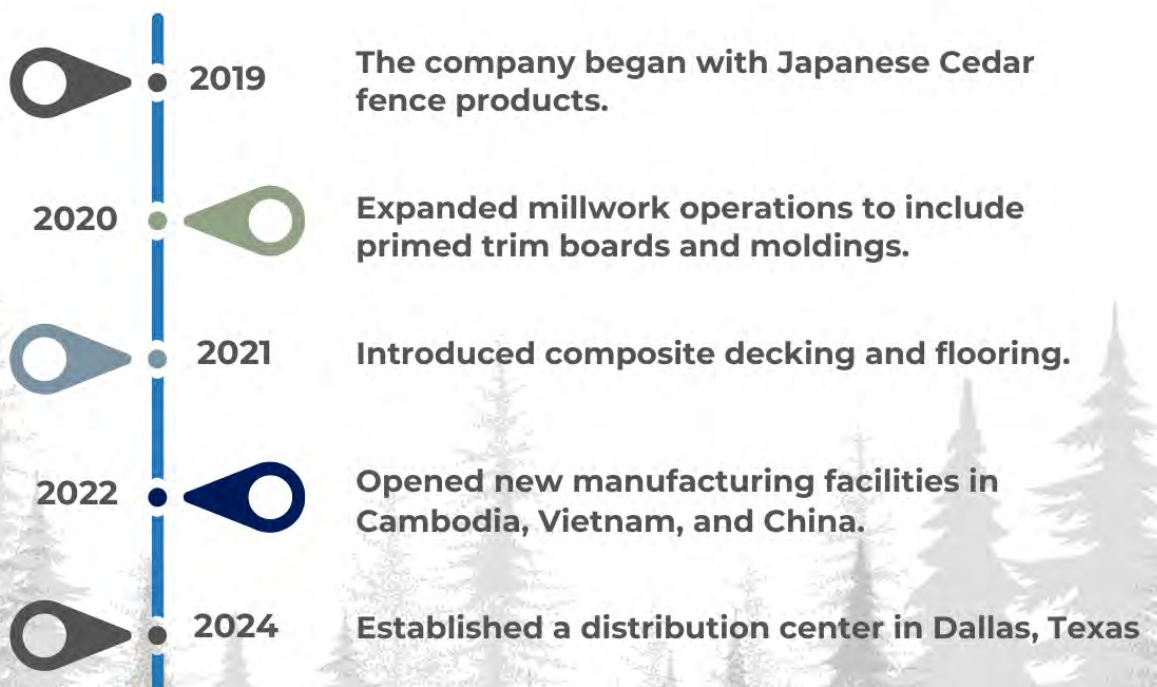 2019
The company began with Japanese Cedar
fence products.
2020
Expanded millwork operations to include
primed trim boards and moldings.
2021
Introduced composite decking and flooring.
2022
Opened new manufacturing facilities in
Cambodia, Vietnam, and China.
2024
Established a distribution center in Dallas, Texas